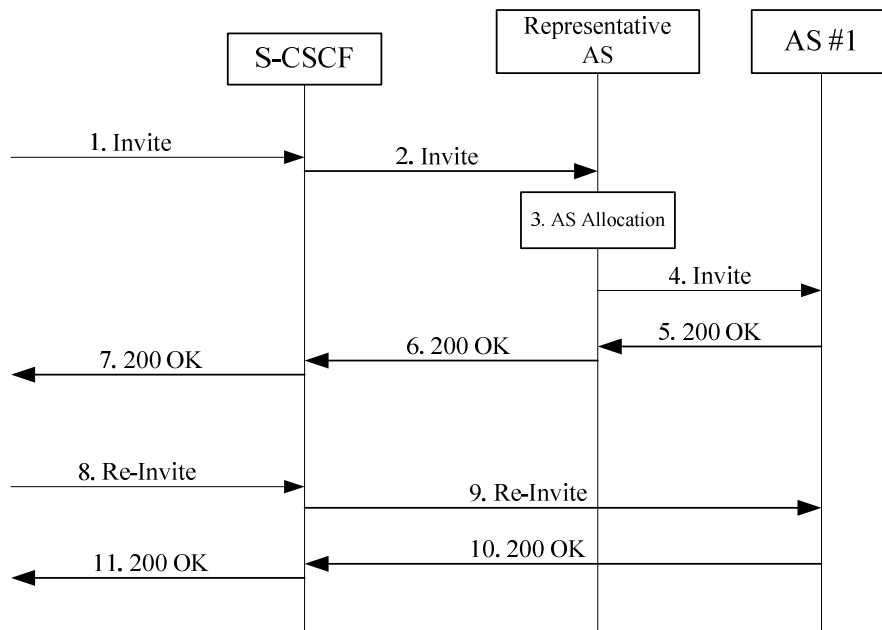 S-CSCF
Representative
AS
AS #1
1. Invite
2. Invite
3. AS Allocation
4. Invite
5. 200 OK
6. 200 OK
7. 200 OK
8. Re-Invite
9. Re-Invite
10. 200 OK
11. 200 OK